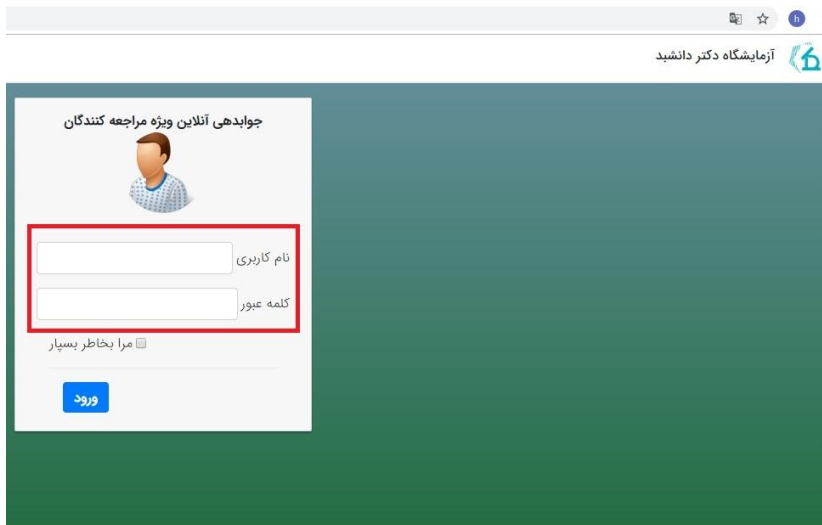 h
آزمایشگاه دکتر دانشبد
جوابدهی آنلاین ویژه مراجعه کنندگان
نام کاربری
کلمه عبور
مرا بخاطر بسپار
ورود